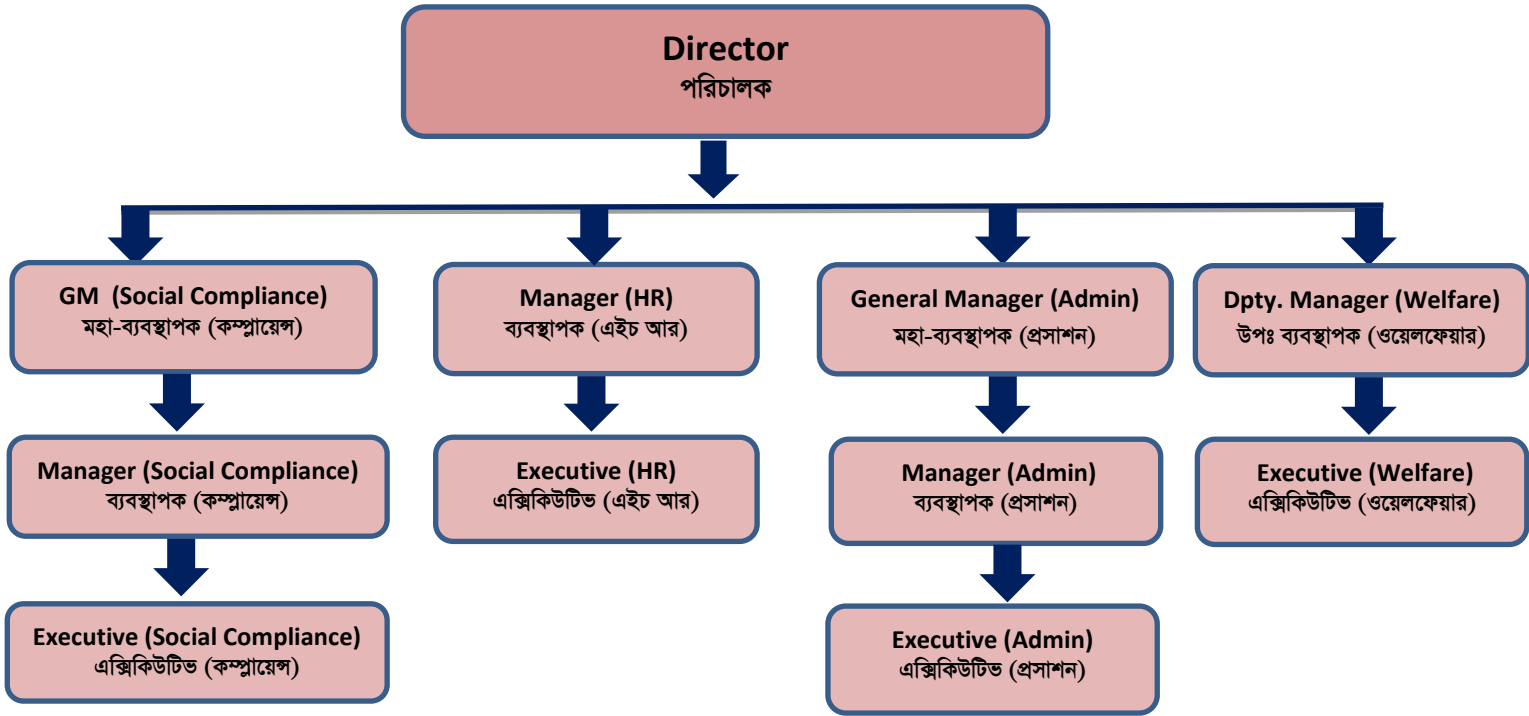 Director
পরিচালক
GM (Social Compliance)
মহা-ব্যবস্থাপক (কম্প্লায়েন্স)
Manager (HR)
ব্যবস্থাপক (এইচ আর)
General Manager (Admin)
মহা-ব্যবস্থাপক (প্রসাশন)
Dpty. Manager (Welfare)
উপঃ ব্যবস্থাপক (ওয়েলফেয়ার)
Manager (Social Compliance)
ব্যবস্থাপক (কম্প্লায়েন্স)
Executive (HR)
এক্সিকিউটিভ (এইচ আর)
Manager (Admin)
ব্যবস্থাপক (প্রসাশন)
Executive (Welfare)
এক্সিকিউটিভ (ওয়েলফেয়ার)
Executive (Social Compliance)
এক্সিকিউটিভ (কম্প্লায়েন্স)
Executive (Admin)
এক্সিকিউটিভ (প্রসাশন)